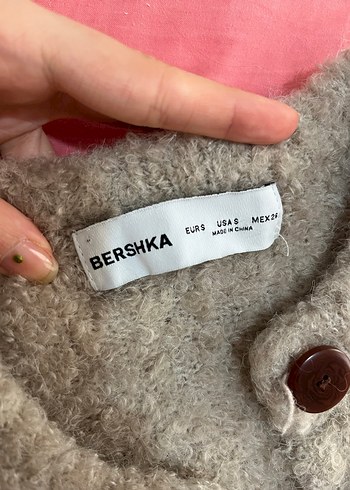 BERSHKA
EUR S USA S MEX 26
MADE IN CHINA